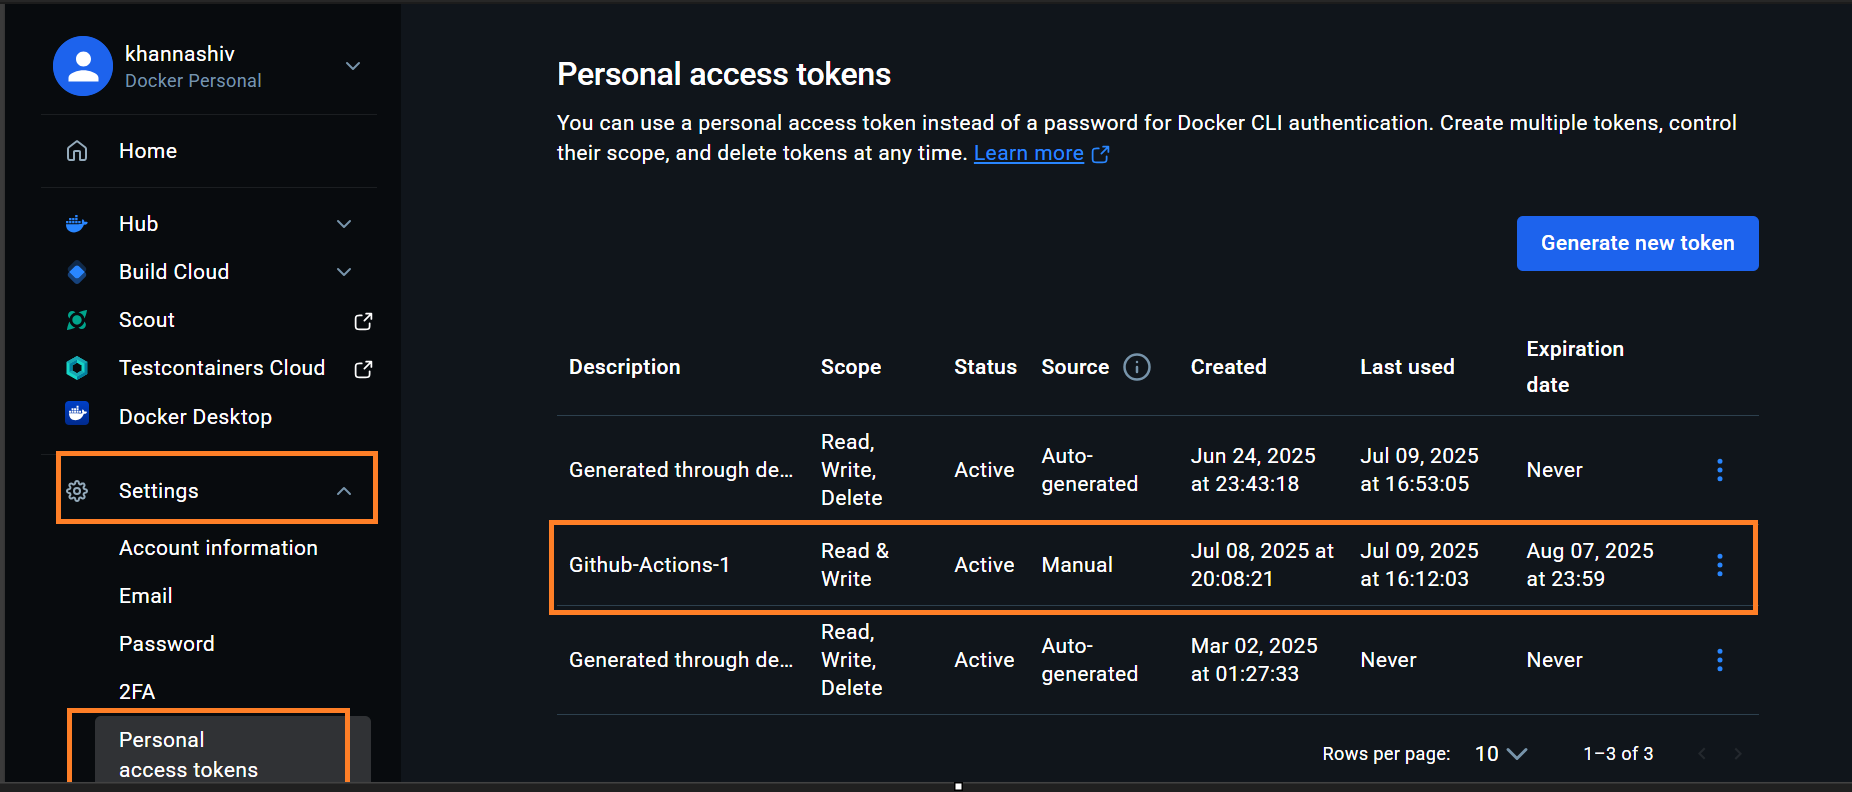 khannashiv
Docker Personal
Home
Hub
Build Cloud
Scout
Testcontainers Cloud
Docker Desktop
Settings
Account information
Email
Password
2FA
Personal
access tokens
Personal access tokens
You can use a personal access token instead of a password for Docker CLI authentication. Create multiple tokens, control
their scope, and delete tokens at any time. Learn more
Generate new token
Description Scope Status Source Created Last used Expiration date
Generated through de... Read, Write, Delete Active Auto-generated Jun 24, 2025 at 23:43:18 Jul 09, 2025 at 16:53:05 Never
Github-Actions-1 Read & Write Active Manual Jul 08, 2025 at 20:08:21 Jul 09, 2025 at 16:12:03 Aug 07, 2025 at 23:59
Generated through de... Read, Write, Delete Active Auto-generated Mar 02, 2025 at 01:27:33 Never Never
Rows per page: 10 1–3 of 3